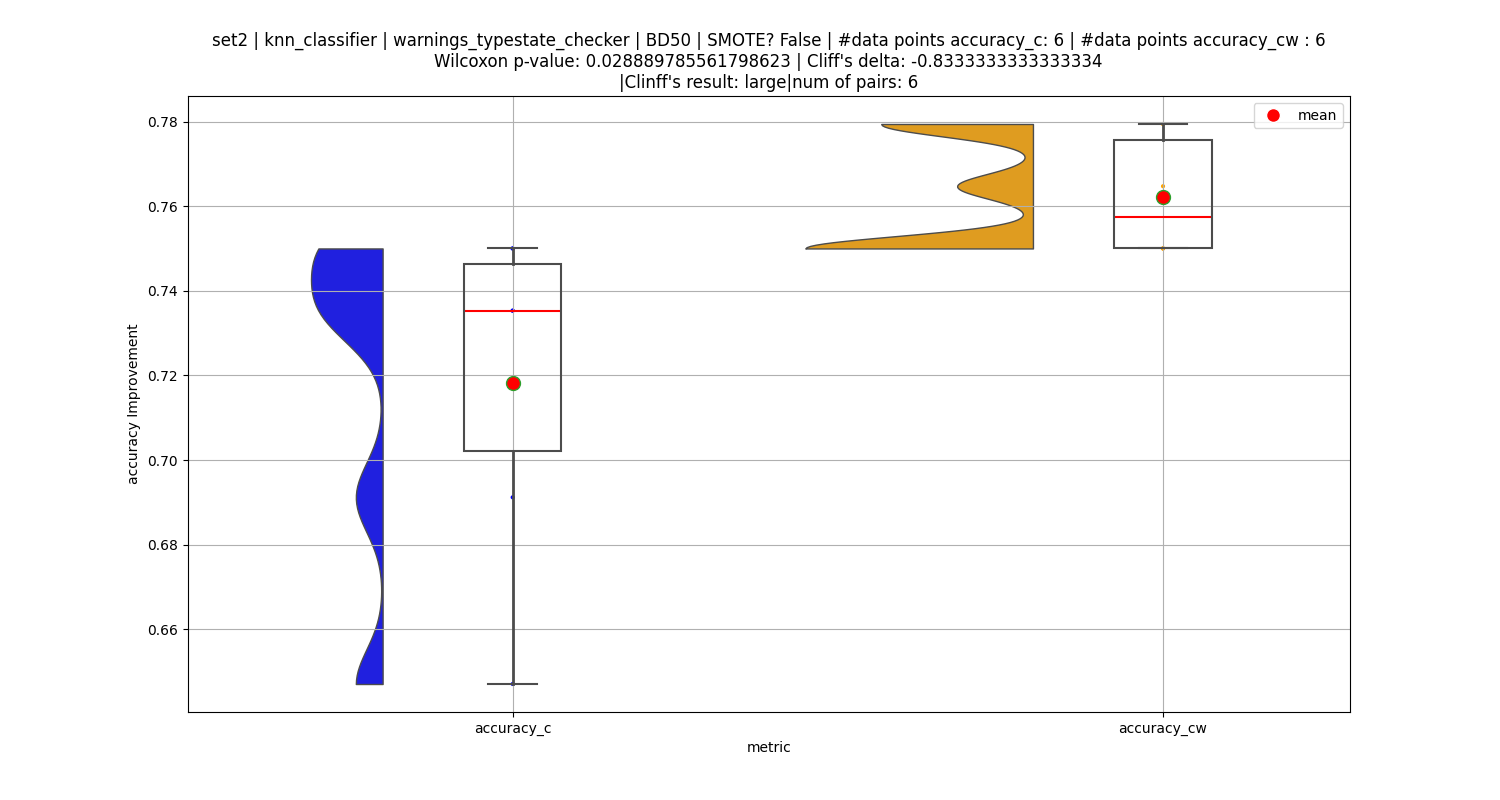 set2 | knn_classifier | warnings_typestate_checker | BD50 | SMOTE? False | #data points accuracy_c: 6 | #data points accuracy_cw : 6
Wilcoxon p-value: 0.028889785561798623 | Cliff's delta: -0.8333333333333334
|Clinff's result: large|num of pairs: 6
mean
0.78
0.76
0.74
0.72
0.70
0.68
0.66
accuracy Improvement
accuracy_c
accuracy_cw
metric